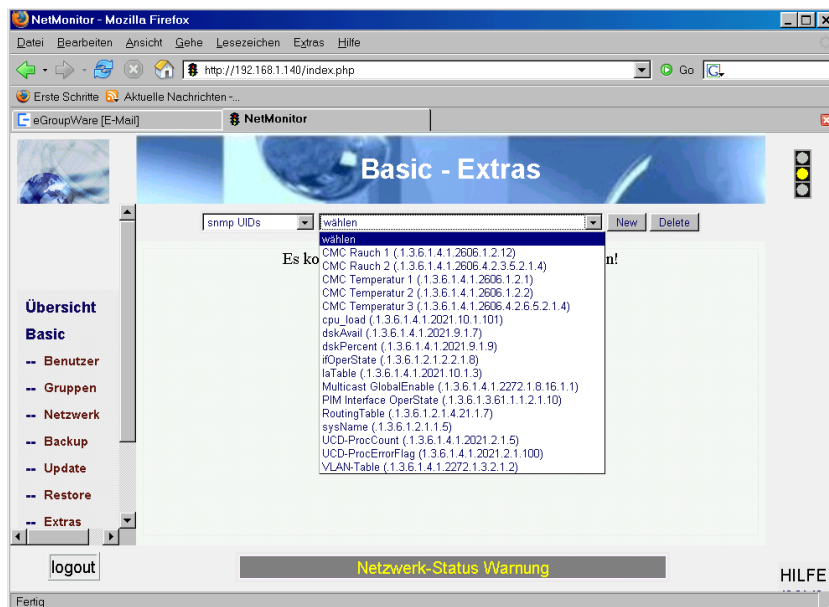 NetMonitor - Mozilla Firefox
Datei Bearbeiten Ansicht Gehe Lesezeichen Extras Hilfe
http://192.168.1.140/index.php Go G
Erste Schritte Aktuelle Nachrichten -...
eGroupWare [E-Mail] NetMonitor
Basic - Extras
snmp UIDs wählen New Delete
wählen
Es ko n!
CMC Rauch 1 (.1.3.6.1.4.1.2606.1.2.12)
CMC Rauch 2 (.1.3.6.1.4.1.2606.4.2.3.5.2.1.4)
CMC Temperatur 1 (.1.3.6.1.4.1.2606.1.2.1)
CMC Temperatur 2 (.1.3.6.1.4.1.2606.1.2.2)
CMC Temperatur 3 (.1.3.6.1.4.1.2606.4.2.6.5.2.1.4)
cpu_load (.1.3.6.1.4.1.2021.10.1.101)
dskAvail (.1.3.6.1.4.1.2021.9.1.7)
dskPercent (.1.3.6.1.4.1.2021.9.1.9)
ifOperState (.1.3.6.1.2.1.2.2.1.8)
laTable (.1.3.6.1.4.1.2021.10.1.3)
Multicast GlobalEnable (.1.3.6.1.4.1.2272.1.8.16.1.1)
PIM Interface OperState (.1.3.6.1.3.61.1.1.2.1.10)
RoutingTable (.1.3.6.1.2.1.4.21.1.7)
sysName (.1.3.6.1.2.1.1.5)
UCD-ProcCount (.1.3.6.1.4.1.2021.2.1.5)
UCD-ProcErrorFlag (1.3.6.1.4.1.2021.2.1.100)
VLAN-Table (.1.3.6.1.4.1.2272.1.3.2.1.2)
Übersicht
Basic
-- Benutzer
-- Gruppen
-- Netzwerk
-- Backup
-- Update
-- Restore
-- Extras
logout
Netzwerk-Status Warnung
HILFE
Fertig